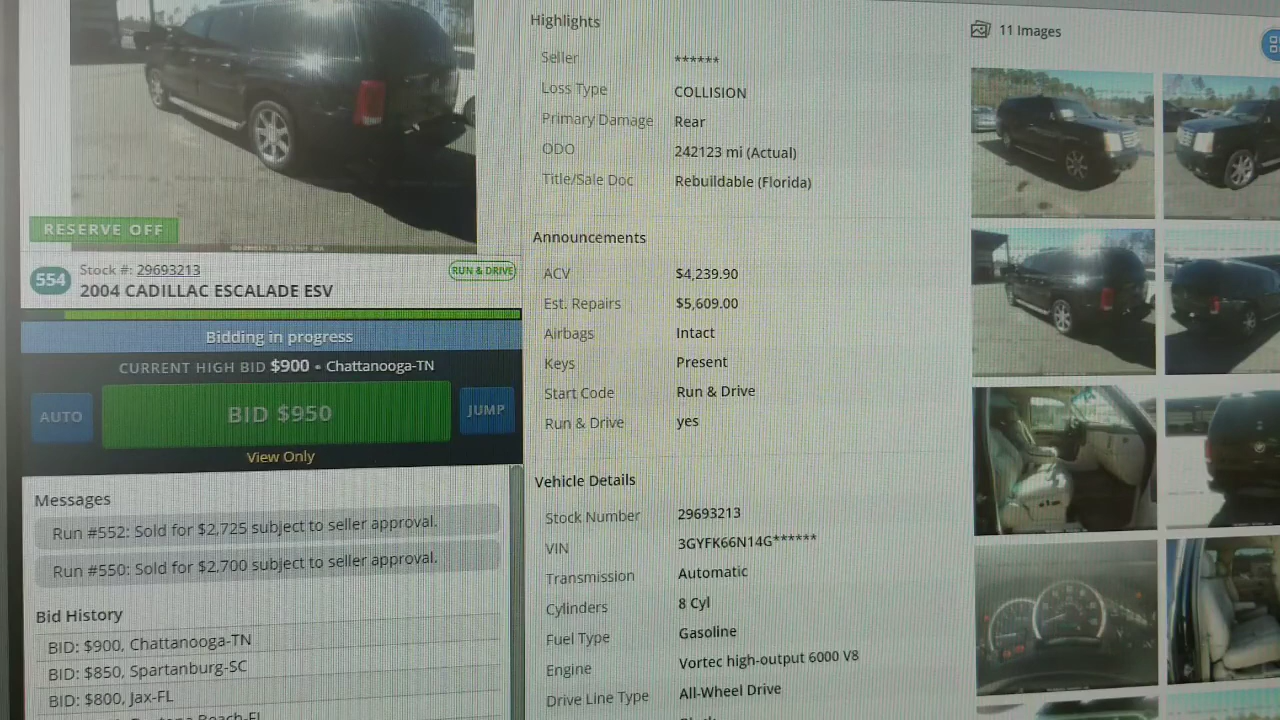 RESERVE OFF
554
Stock #: 29693213
RUN & DRIVE
2004 CADILLAC ESCALADE ESV
Bidding in progress
CURRENT HIGH BID $900 • Chattanooga-TN
AUTO
BID $950
JUMP
View Only
Messages
Run #552: Sold for $2,725 subject to seller approval.
Run #550: Sold for $2,700 subject to seller approval.
Bid History
BID: $900, Chattanooga-TN
BID: $850, Spartanburg-SC
BID: $800, Jax-FL
Beach-FL
Highlights
Seller ******
Loss Type COLLISION
Primary Damage Rear
ODO 242123 mi (Actual)
Title/Sale Doc Rebuildable (Florida)
Announcements
ACV $4,239.90
Est. Repairs $5,609.00
Airbags Intact
Keys Present
Start Code Run & Drive
Run & Drive yes
Vehicle Details
Stock Number 29693213
VIN 3GYFK66N14G******
Transmission Automatic
Cylinders 8 Cyl
Fuel Type Gasoline
Engine Vortec high-output 6000 V8
Drive Line Type All-Wheel Drive
11 Images